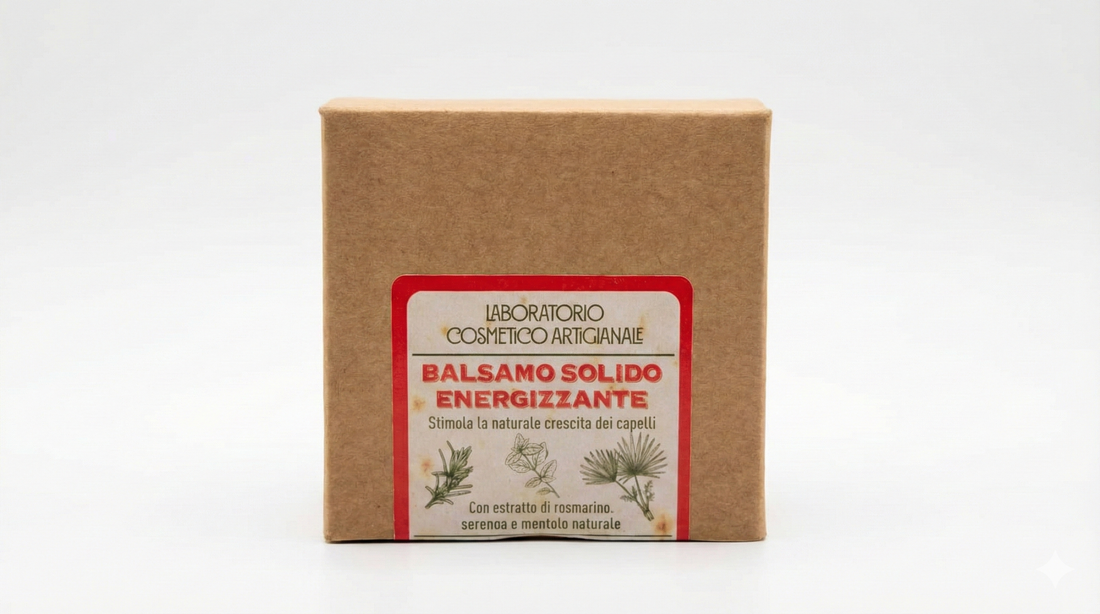 LABORATORIO
COSMETICO ARTIGIANALE
BALSAMO SOLIDO
ENERGIZZANTE
Stimola la naturale crescita dei capelli
Con estratto di rosmarino.
serenoa e mentolo naturale